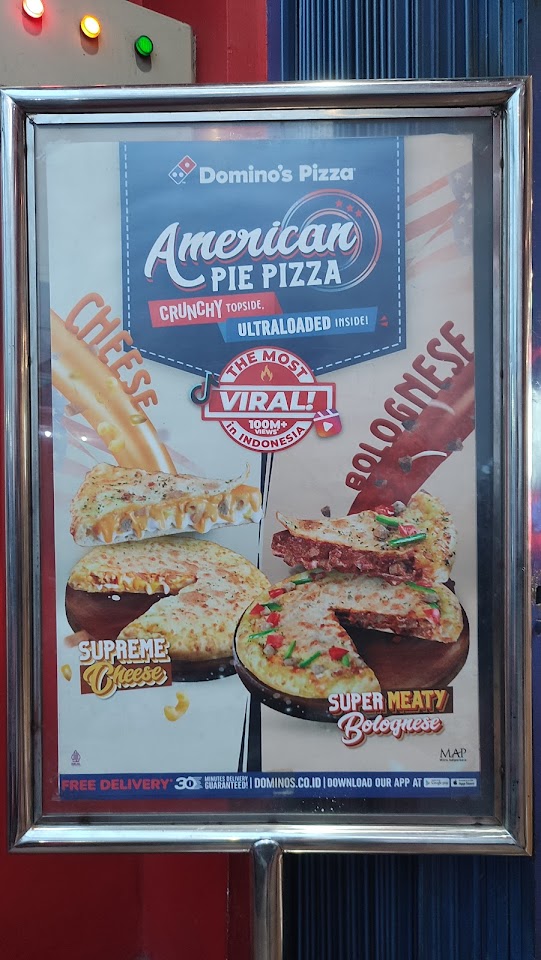 Domino's Pizza
American
PIE PIZZA
CRUNCHY TOPSIDE,
ULTRALOADED INSIDE!
CHEESE
BOLOGNESE
THE MOST
VIRAL!
100M+
VIEWS*
in INDONESIA
SUPREME
Cheese
SUPER MEATY
Bolognese
MAP
FREE DELIVERY* 30 MINUTES DELIVERY GUARANTEED! | DOMINOS.CO.ID | DOWNLOAD OUR APP AT